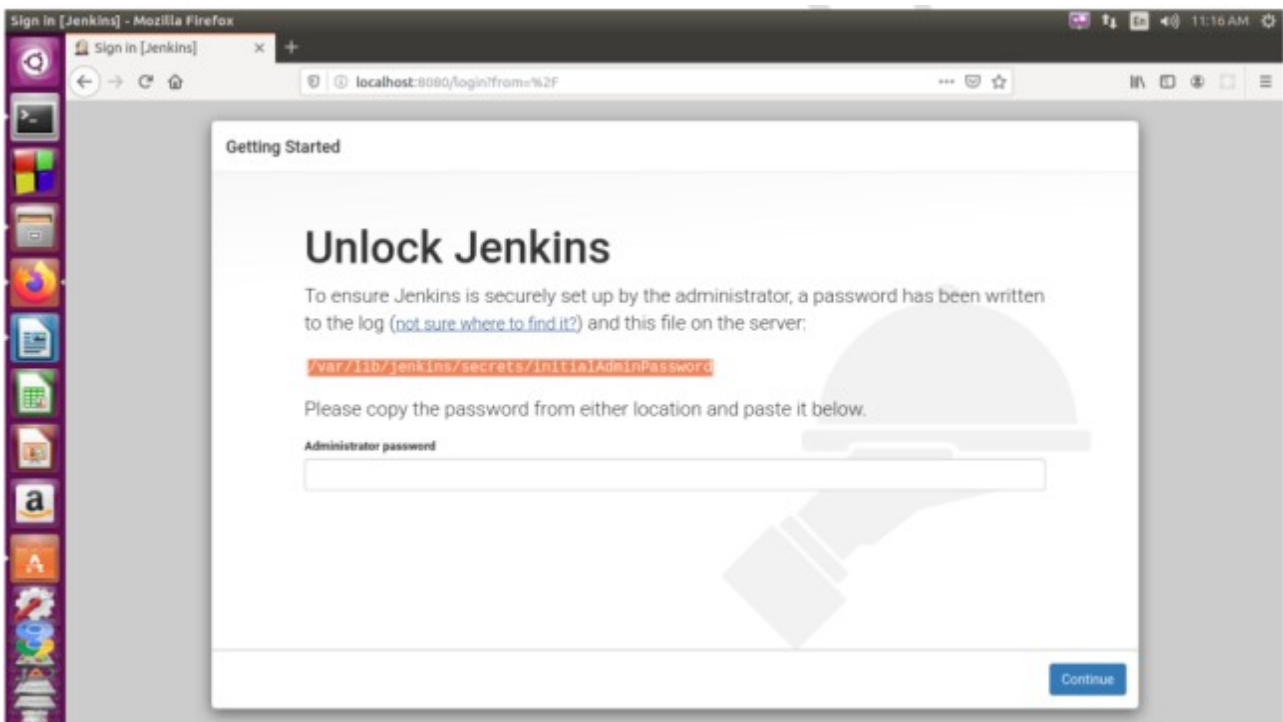 Sign in [Jenkins] - Mozilla Firefox
En
11:16 AM
Sign in [Jenkins]
localhost:8080/login?from=%2F
Getting Started
Unlock Jenkins
To ensure Jenkins is securely set up by the administrator, a password has been written
to the log (not sure where to find it?) and this file on the server:
/var/lib/jenkins/secrets/initialAdminPassword
Please copy the password from either location and paste it below.
Administrator password
a
A
Continue